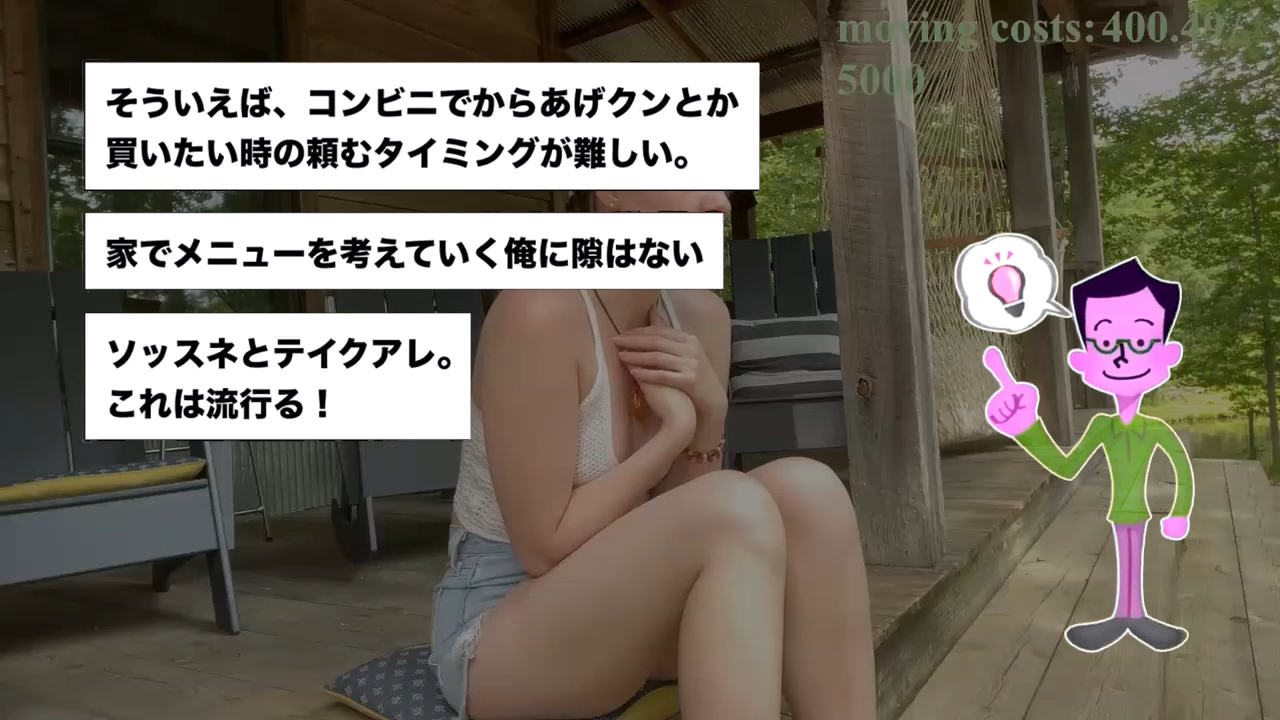 moving costs: 400.49
5000
そういえば、コンビニでからあげクンとか
買いたい時の頼むタイミングが難しい。
家でメニューを考えていく俺に隙はない
ソッスネとテイクアレ。
これは流行る！